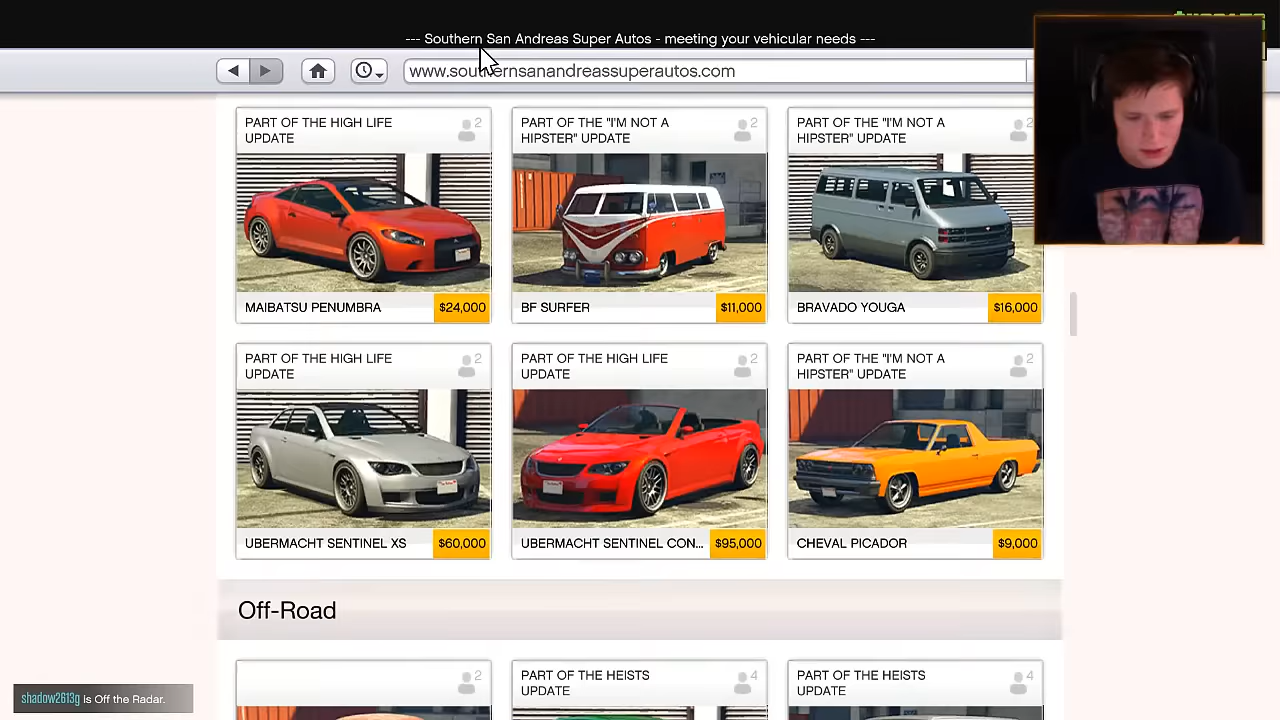 --- Southern San Andreas Super Autos - meeting your vehicular needs ---
www.southernsanandreassuperautos.com
PART OF THE HIGH LIFE
UPDATE
2
PART OF THE "I'M NOT A
HIPSTER" UPDATE
2
PART OF THE "I'M NOT A
HIPSTER" UPDATE
2
MAIBATSU PENUMBRA
$24,000
BF SURFER
$11,000
BRAVADO YOUGA
$16,000
PART OF THE HIGH LIFE
UPDATE
2
PART OF THE HIGH LIFE
UPDATE
2
PART OF THE "I'M NOT A
HIPSTER" UPDATE
2
UBERMACHT SENTINEL XS
$60,000
UBERMACHT SENTINEL CON...
$95,000
CHEVAL PICADOR
$9,000
Off-Road
2
PART OF THE HEISTS
UPDATE
4
PART OF THE HEISTS
UPDATE
4
shadow2613g is Off the Radar.